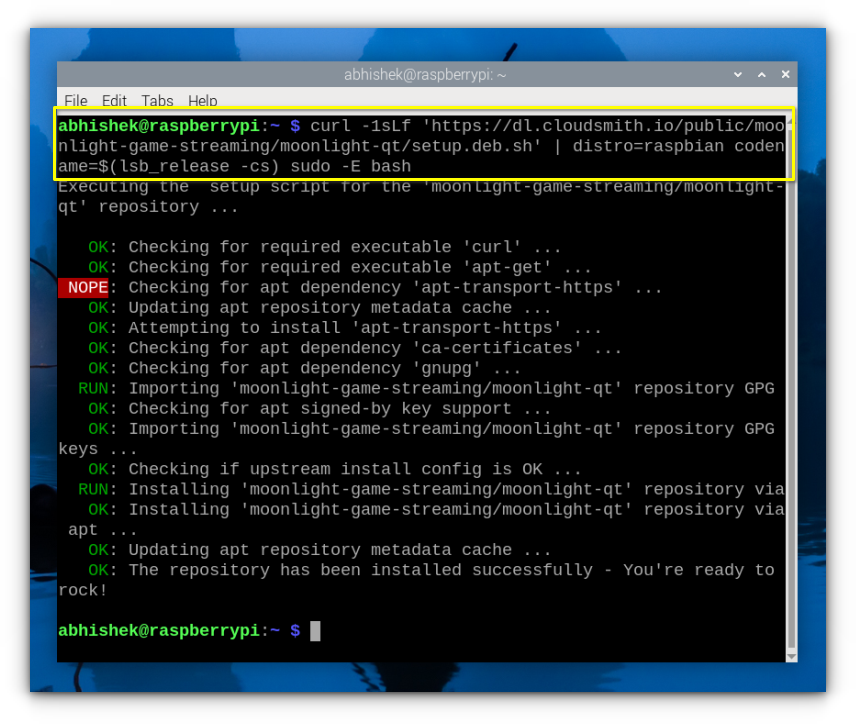 abhishek@raspberrypi: ~
File Edit Tabs Help
abhishek@raspberrypi:~ $ curl -1sLf 'https://dl.cloudsmith.io/public/moo
nlight-game-streaming/moonlight-qt/setup.deb.sh' | distro=raspbian coden
ame=$(lsb_release -cs) sudo -E bash
Executing the  setup script for the 'moonlight-game-streaming/moonlight-
qt' repository ...
OK: Checking for required executable 'curl' ...
OK: Checking for required executable 'apt-get' ...
NOPE: Checking for apt dependency 'apt-transport-https' ...
OK: Updating apt repository metadata cache ...
OK: Attempting to install 'apt-transport-https' ...
OK: Checking for apt dependency 'ca-certificates' ...
OK: Checking for apt dependency 'gnupg' ...
RUN: Importing 'moonlight-game-streaming/moonlight-qt' repository GPG
OK: Checking for apt signed-by key support ...
OK: Importing 'moonlight-game-streaming/moonlight-qt' repository GPG
keys ...
OK: Checking if upstream install config is OK ...
RUN: Installing 'moonlight-game-streaming/moonlight-qt' repository via
OK: Installing 'moonlight-game-streaming/moonlight-qt' repository via
apt ...
OK: Updating apt repository metadata cache ...
OK: The repository has been installed successfully - You're ready to
rock!
abhishek@raspberrypi:~ $